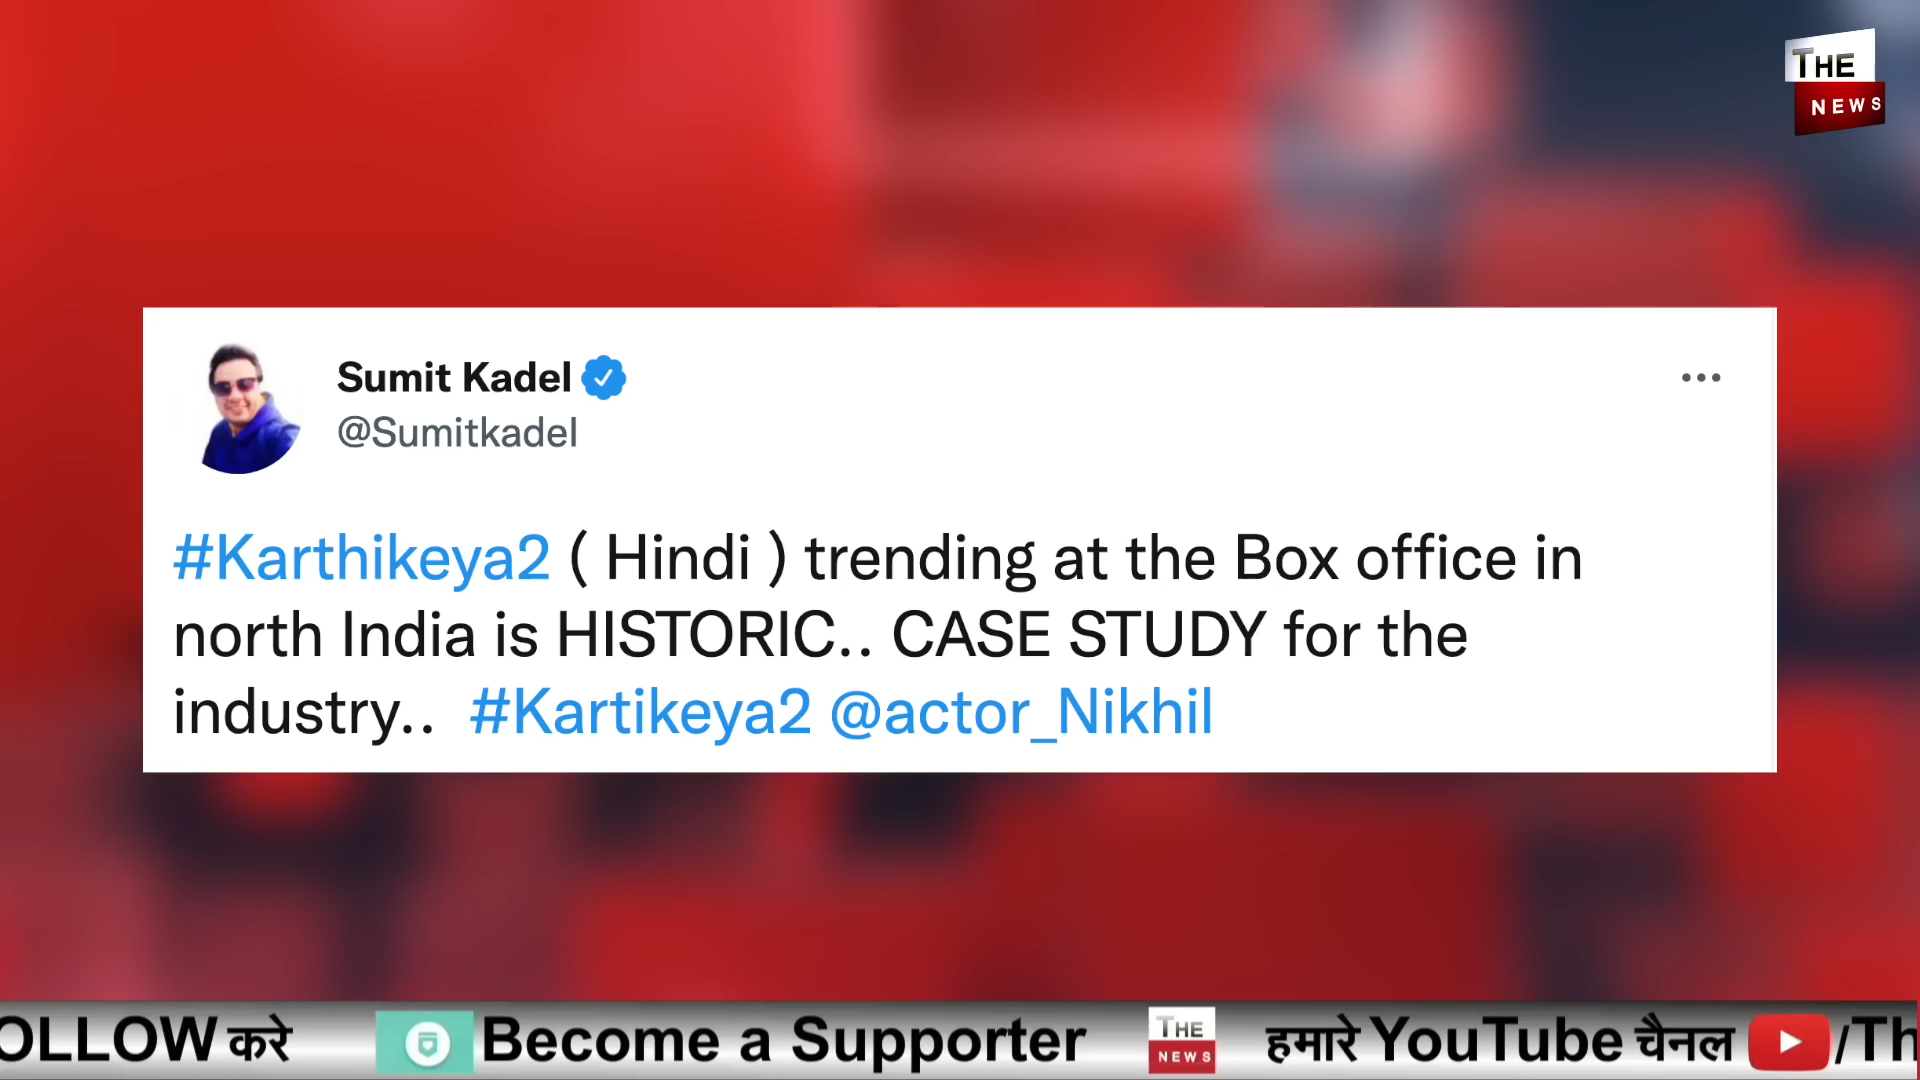 THE
NEWS
Sumit Kadel
@Sumitkadel
#Karthikeya2 ( Hindi ) trending at the Box office in
north India is HISTORIC.. CASE STUDY for the
industry.. #Kartikeya2 @actor_Nikhil
OLLOW करे Become a Supporter THE NEWS हमारे YouTube चैनल /Th